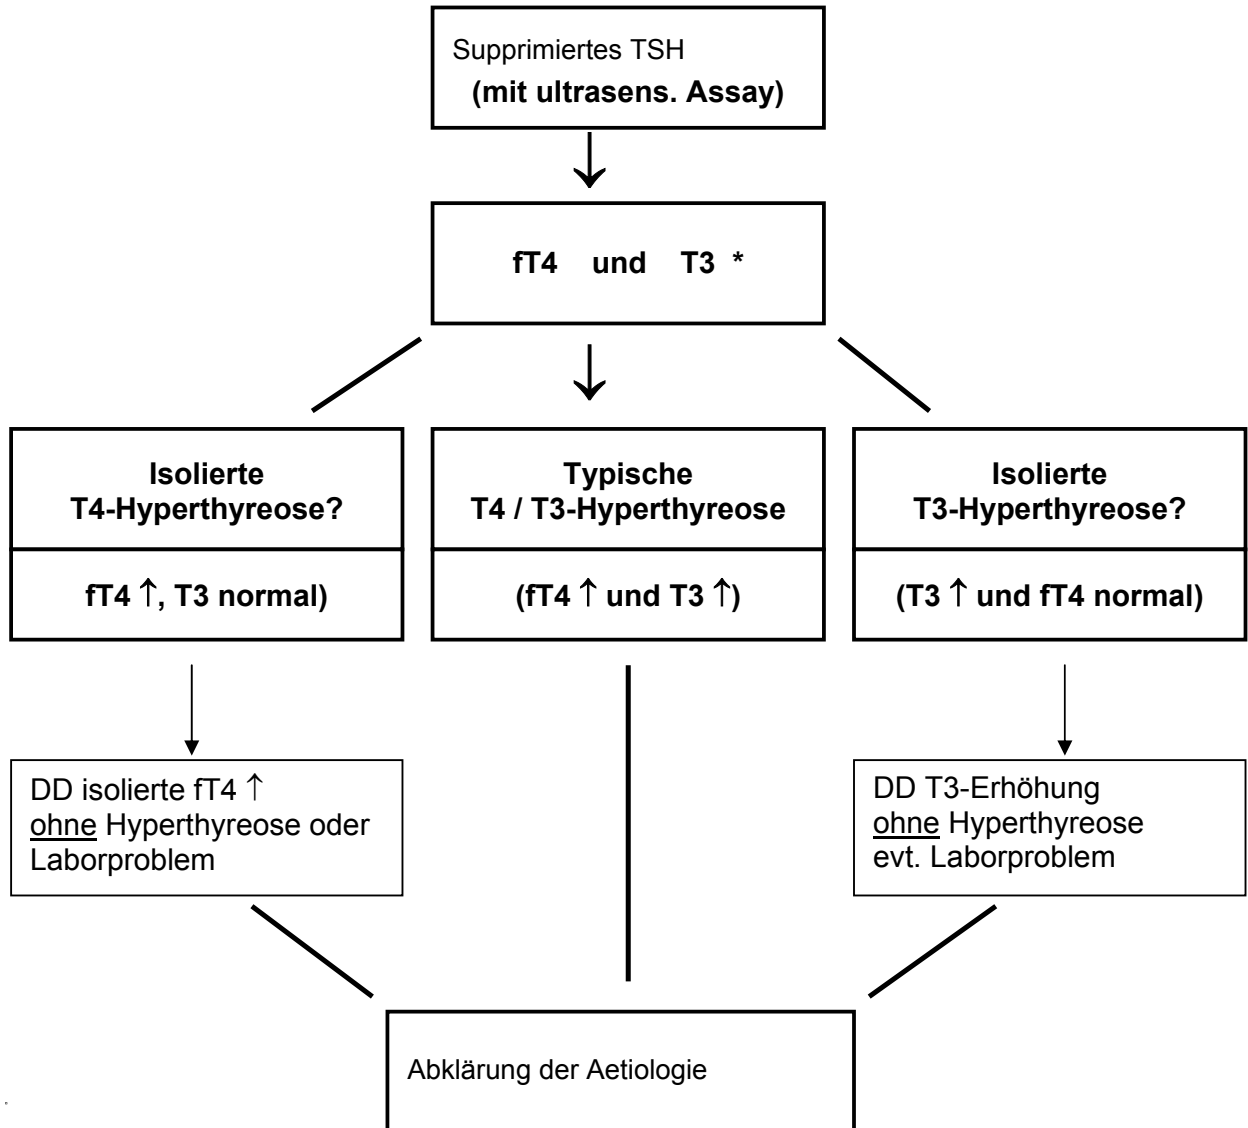 Supprimiertes TSH
(mit ultrasens. Assay)
fT4 und T3 *
Isolierte
T4-Hyperthyreose?
fT4 ↑, T3 normal)
Typische
T4 / T3-Hyperthyreose
(fT4 ↑ und T3 ↑)
Isolierte
T3-Hyperthyreose?
(T3 ↑ und fT4 normal)
DD isolierte fT4 ↑
ohne Hyperthyreose oder
Laborproblem
DD T3-Erhöhung
ohne Hyperthyreose
evt. Laborproblem
Abklärung der Aetiologie